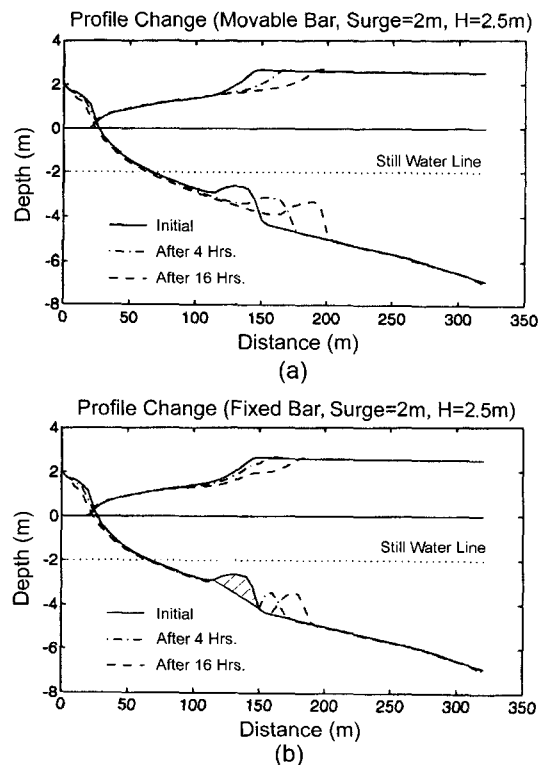 Profile Change (Movable Bar, Surge=2m, H=2.5m)
4
2
0
-2
-4
-6
-8
Depth (m)
Still Water Line
Initial
After 4 Hrs.
After 16 Hrs.
0 50 100 150 200 250 300 350
Distance (m)
(a)
Profile Change (Fixed Bar, Surge=2m, H=2.5m)
4
2
0
-2
-4
-6
-8
Depth (m)
Still Water Line
Initial
After 4 Hrs.
After 16 Hrs.
0 50 100 150 200 250 300 350
Distance (m)
(b)